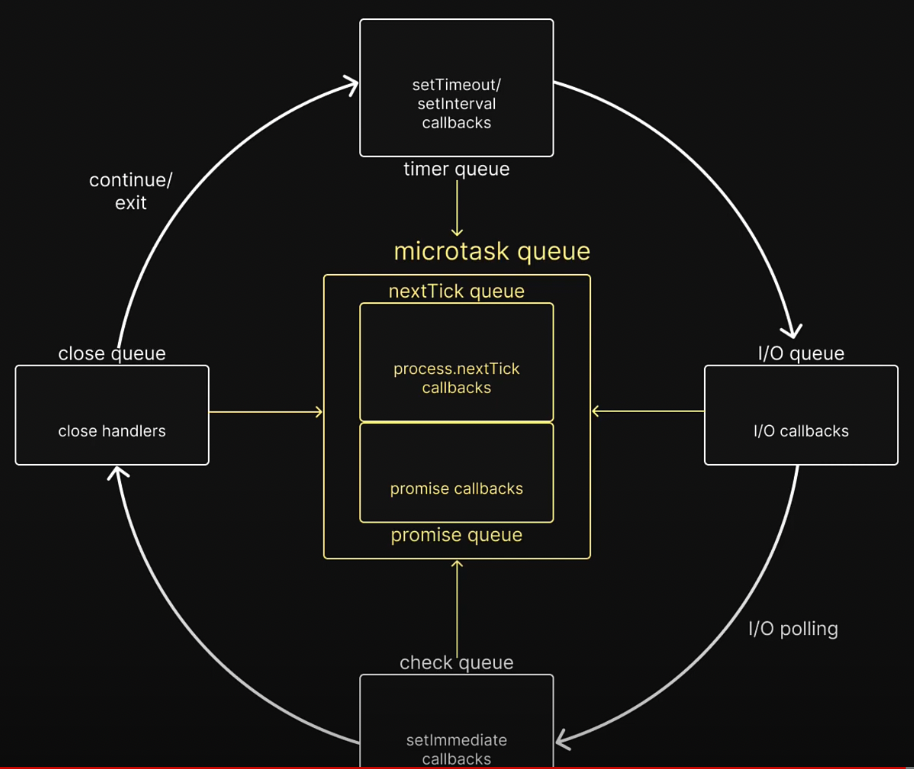 setTimeout/
setInterval
callbacks
timer queue
continue/
exit
microtask queue
nextTick queue
close queue
I/O queue
process.nextTick
callbacks
close handlers
I/O callbacks
promise callbacks
promise queue
I/O polling
check queue
setImmediate
callbacks